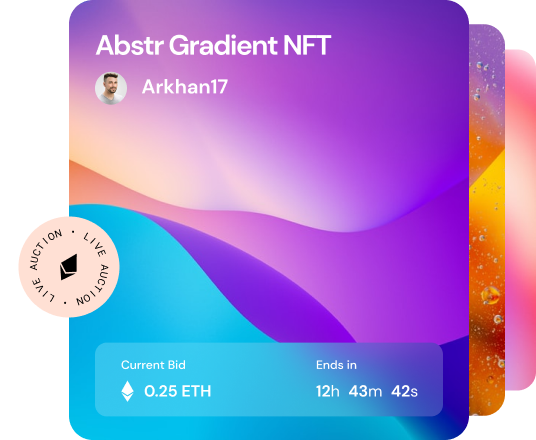 Abstr Gradient NFT
Arkhan17
LIVE AUCTION • LIVE AUCTION •
Current Bid
Ends in
0.25 ETH
12h 43m 42s